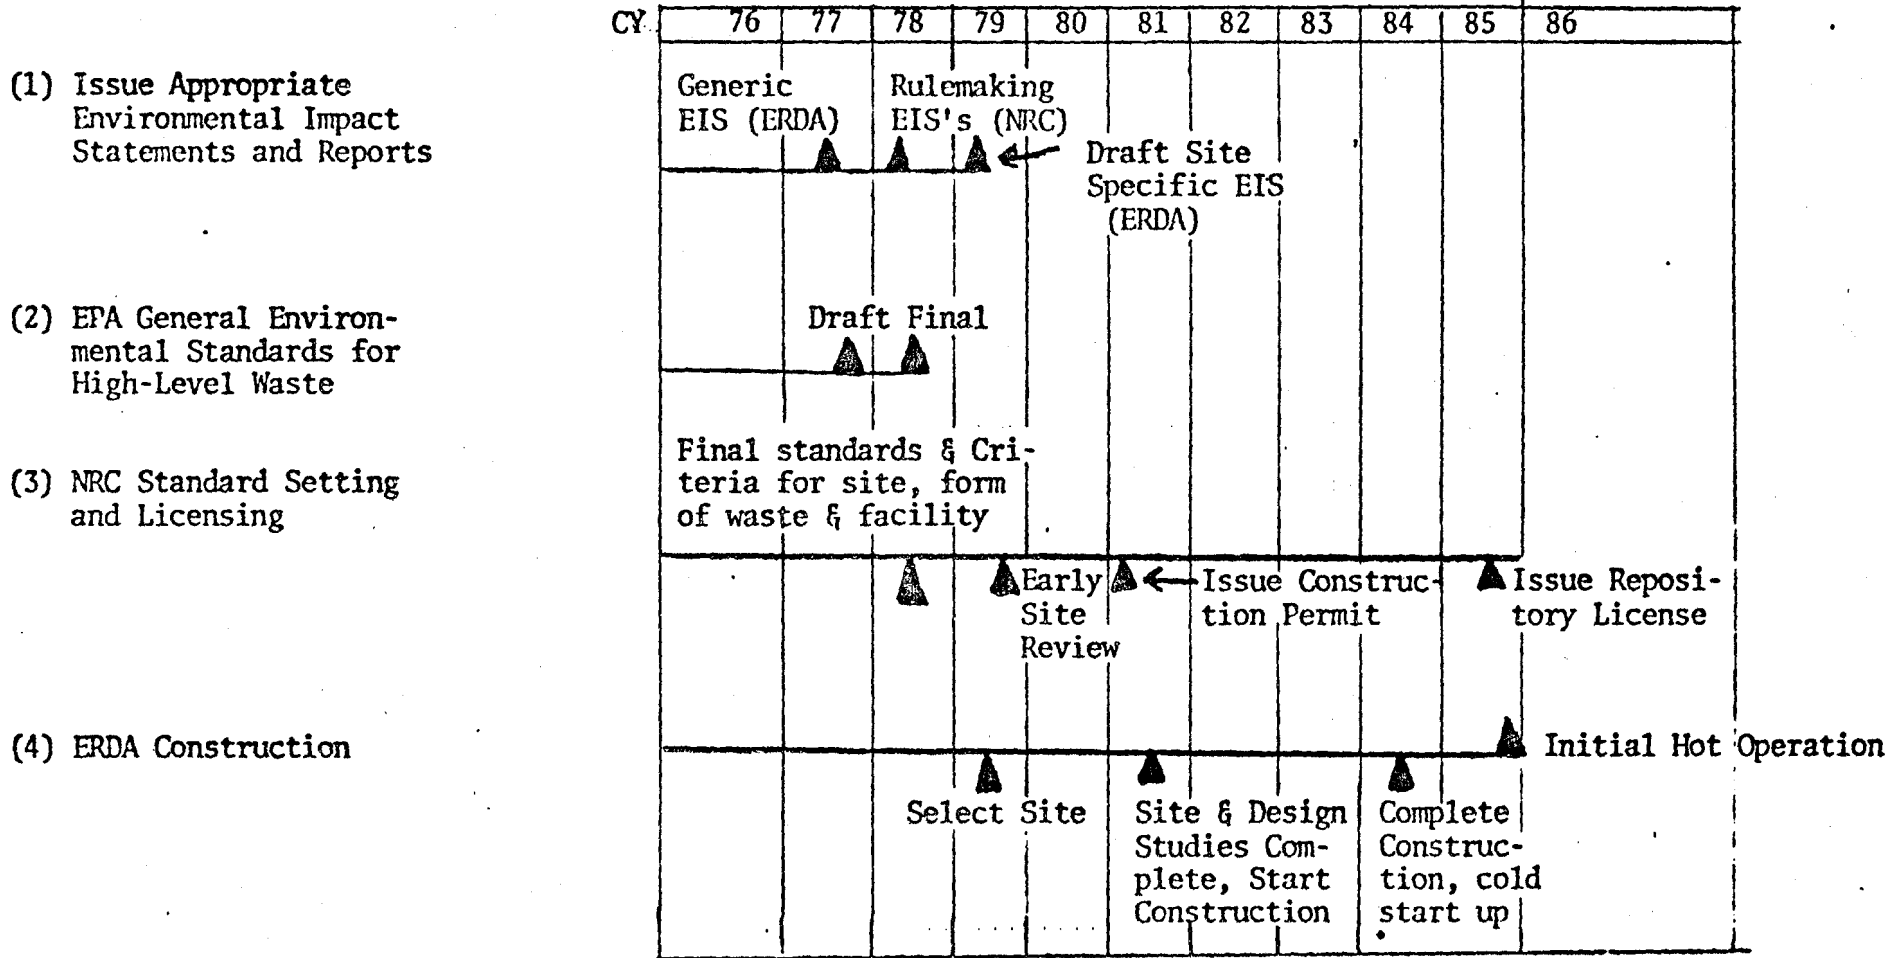 CY 76 77 78 79 80 81 82 83 84 85 86
(1) Issue Appropriate
Environmental Impact
Statements and Reports
Generic
EIS (ERDA)
Rulemaking
EIS's (NRC)
Draft Site
Specific EIS
(ERDA)
(2) EPA General Environ-
mental Standards for
High-Level Waste
Draft Final
(3) NRC Standard Setting
and Licensing
Final standards & Cri-
teria for site, form
of waste & facility
Early
Site
Review
Issue Construc-
tion Permit
Issue Reposi-
tory License
(4) ERDA Construction
Select Site
Site & Design
Studies Com-
plete, Start
Construction
Complete
Construc-
tion, cold
start up
Initial Hot Operation